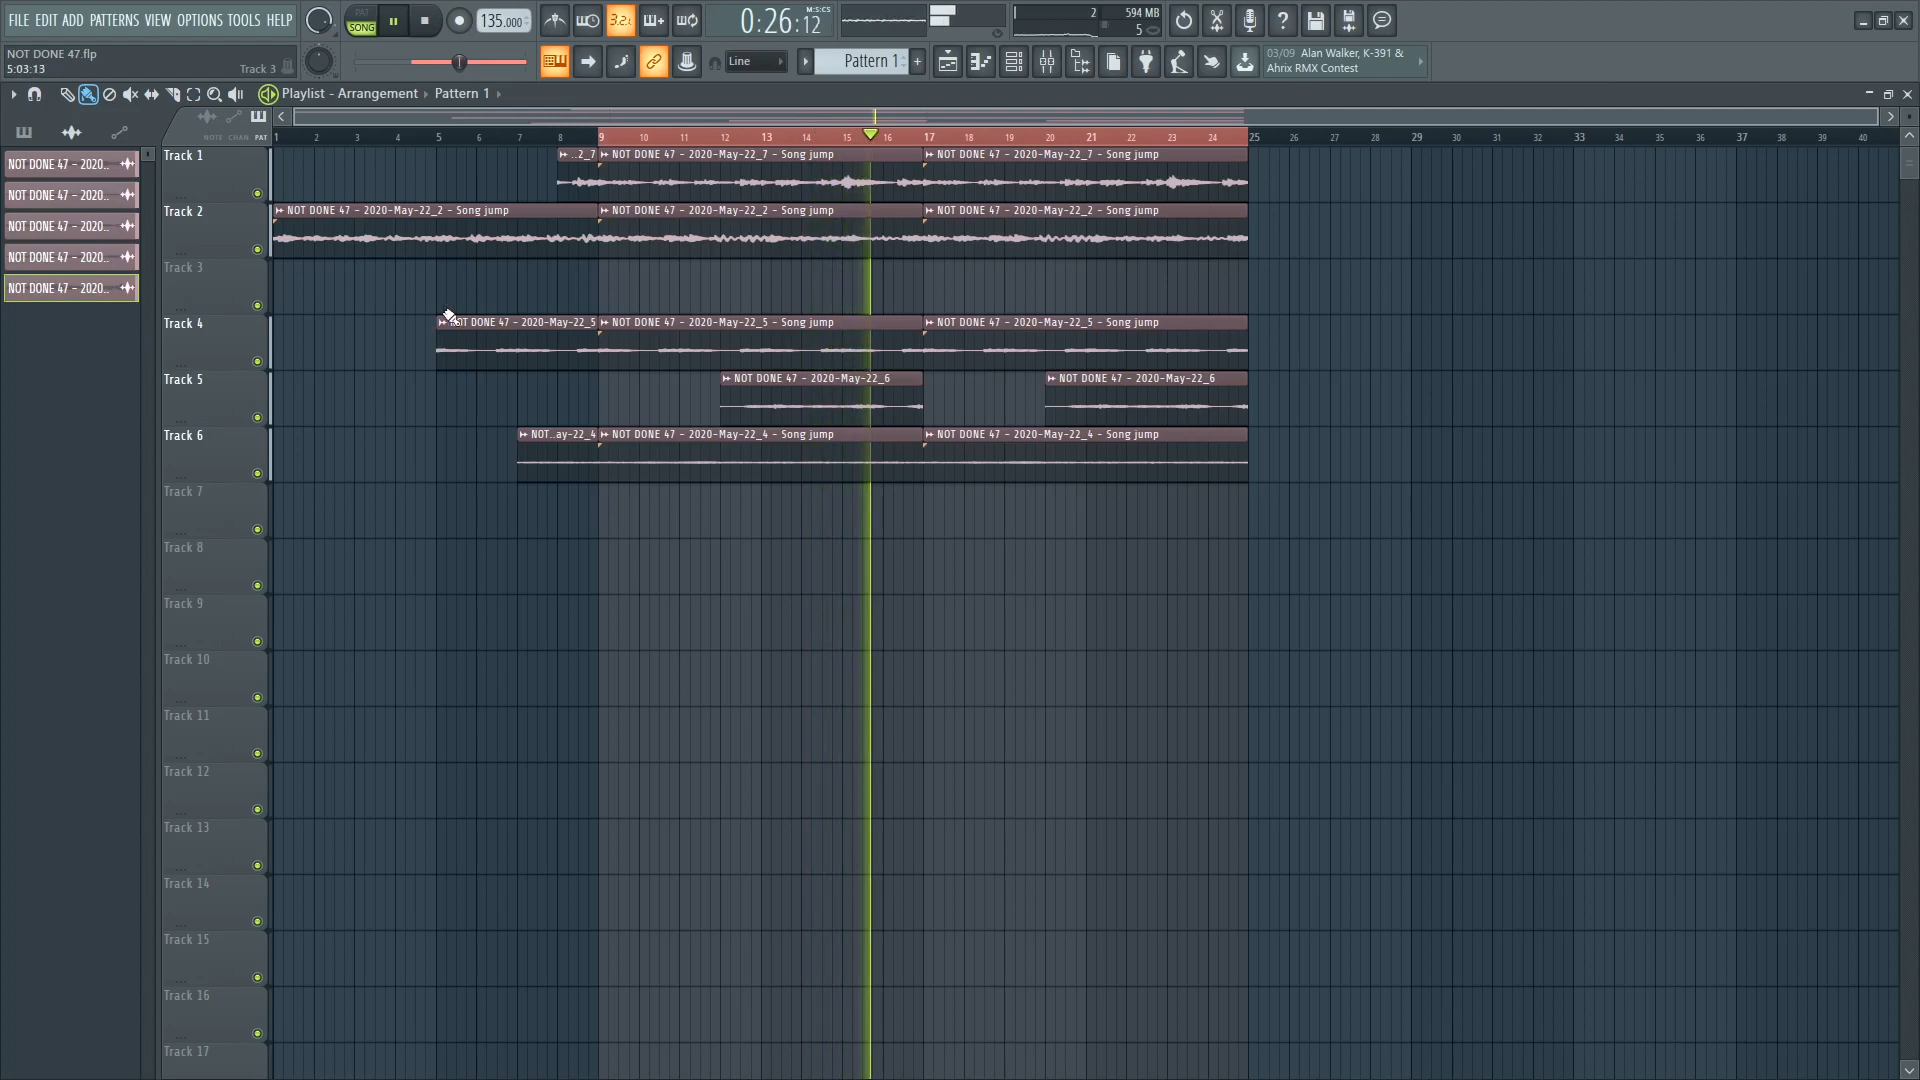 FILE EDIT ADD PATTERNS VIEW OPTIONS TOOLS HELP
PAT
SONG
135.000
3.2.
0:26:12
M:S:CS
2
594 MB
5
NOT DONE 47.flp
5:03:13
Track 3
Line
Pattern 1
03/09 Alan Walker, K-391 &
Ahrix RMX Contest
Playlist - Arrangement
Pattern 1
NOTE CHAN PAT
1 2 3 4 5 6 7 8 9 10 11 12 13 14 15 16 17 18 19 20 21 22 23 24 25 26 27 28 29 30 31 32 33 34 35 36 37 38 39 40
NOT DONE 47 - 2020..
NOT DONE 47 - 2020..
NOT DONE 47 - 2020..
NOT DONE 47 - 2020..
NOT DONE 47 - 2020..
Track 1
..2_7
NOT DONE 47 - 2020-May-22_7 - Song jump
NOT DONE 47 - 2020-May-22_7 - Song jump
Track 2
NOT DONE 47 - 2020-May-22_2 - Song jump
NOT DONE 47 - 2020-May-22_2 - Song jump
NOT DONE 47 - 2020-May-22_2 - Song jump
Track 3
Track 4
NOT DONE 47 - 2020-May-22_5
NOT DONE 47 - 2020-May-22_5 - Song jump
NOT DONE 47 - 2020-May-22_5 - Song jump
Track 5
NOT DONE 47 - 2020-May-22_6
NOT DONE 47 - 2020-May-22_6
Track 6
NOT..ay-22_4
NOT DONE 47 - 2020-May-22_4 - Song jump
NOT DONE 47 - 2020-May-22_4 - Song jump
Track 7
Track 8
Track 9
Track 10
Track 11
Track 12
Track 13
Track 14
Track 15
Track 16
Track 17